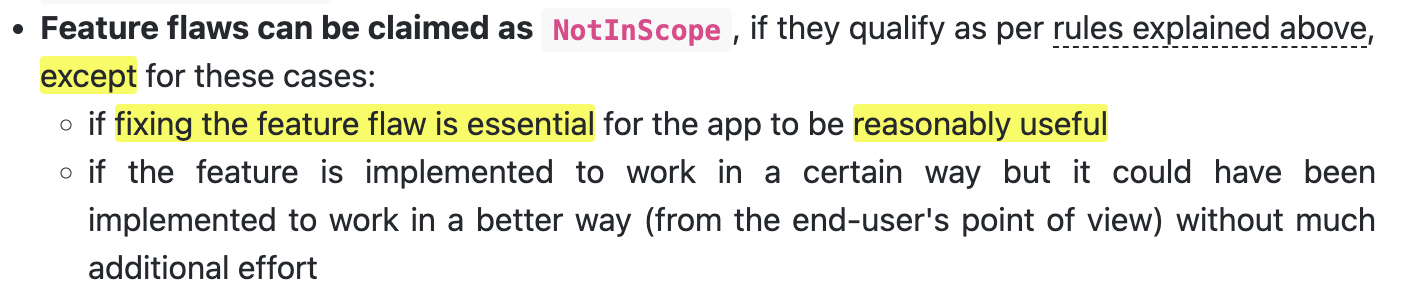 • Feature flaws can be claimed as NotInScope , if they qualify as per rules explained above,
except for these cases:
◦ if fixing the feature flaw is essential for the app to be reasonably useful
◦ if the feature is implemented to work in a certain way but it could have been
implemented to work in a better way (from the end-user's point of view) without much
additional effort